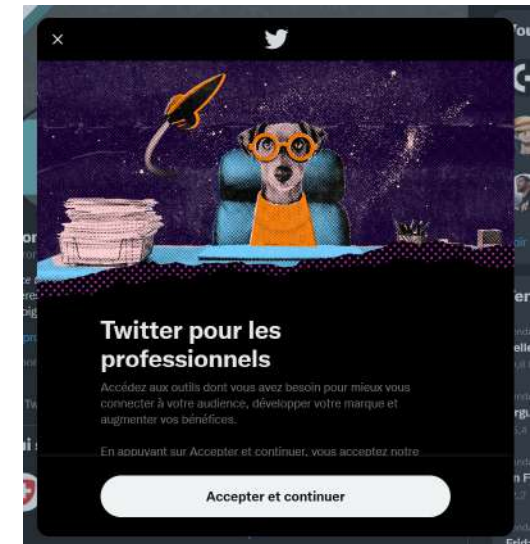 Twitter pour les
professionnels
Accédez aux outils dont vous avez besoin pour mieux vous
connecter à votre audience, développer votre marque et
augmenter vos bénéfices.
En appuyant sur Accepter et continuer, vous acceptez notre
Accepter et continuer